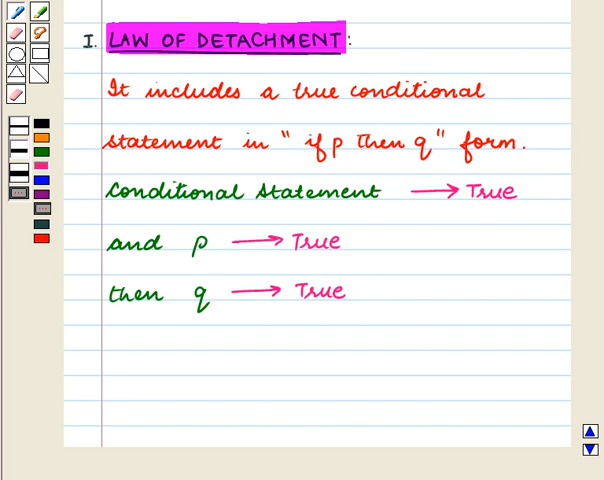 I. LAW OF DETACHMENT:
It includes a true conditional
statement in " if p then q " form.
Conditional statement → True
and p → True
then q → True